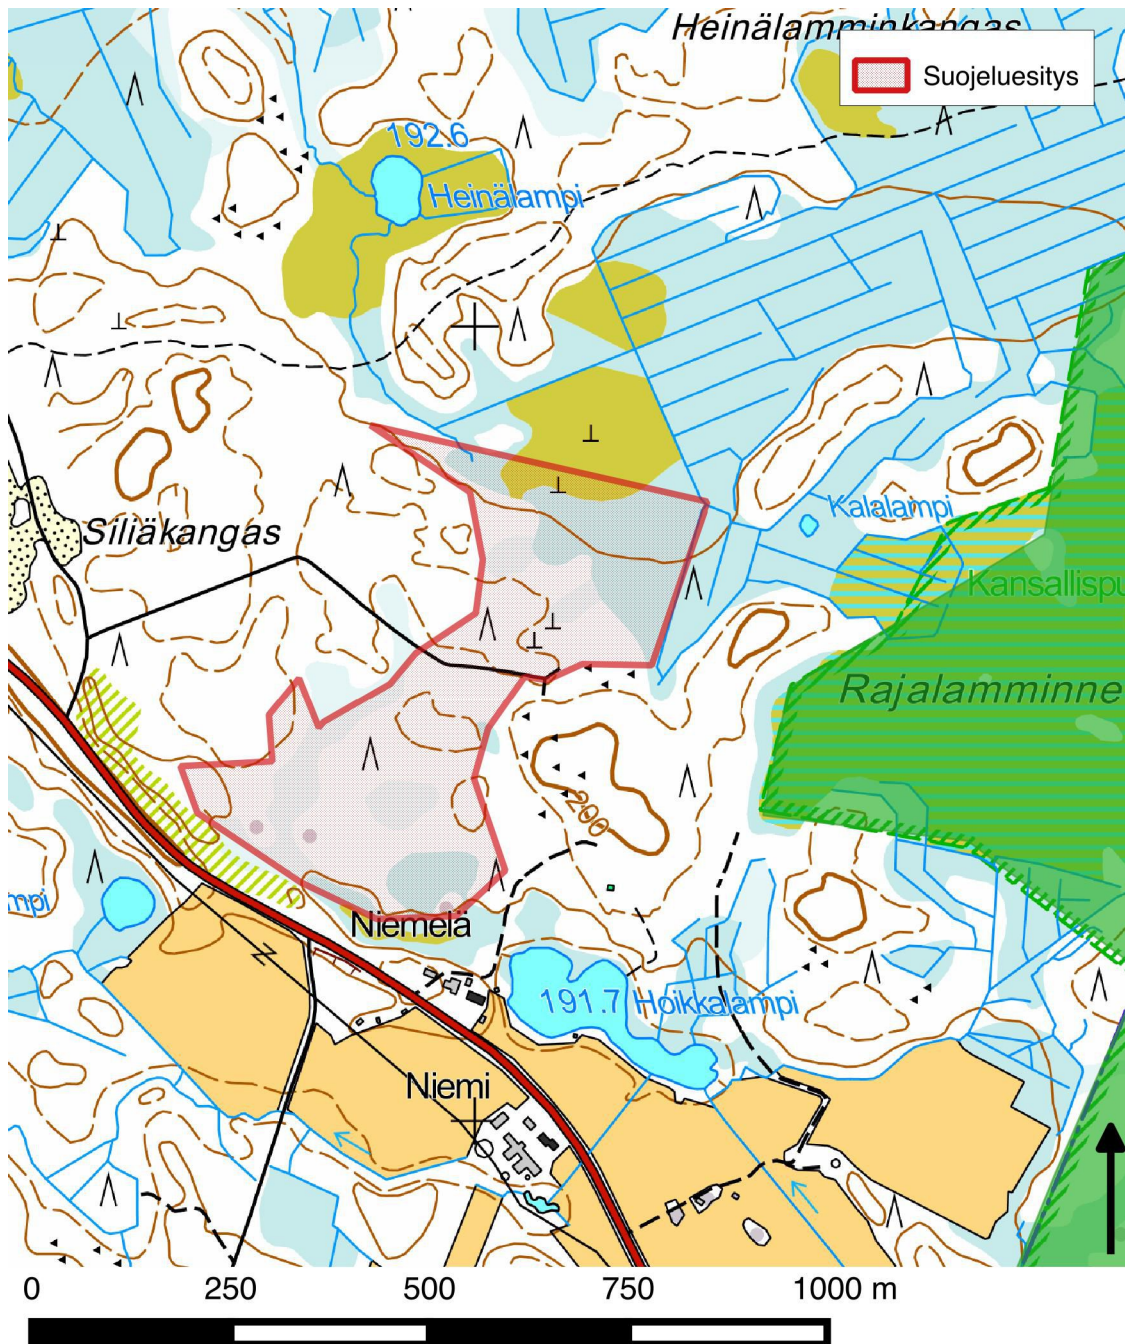 Heinälamminkangas
Suojeluesitys
192.6
Heinälampi
Siliäkangas
Kalalampi
Kansallispu
Rajalamminne
200
mpi
Niemelä
191.7 Hoikkalampi
Niemi
0 250 500 750 1000 m